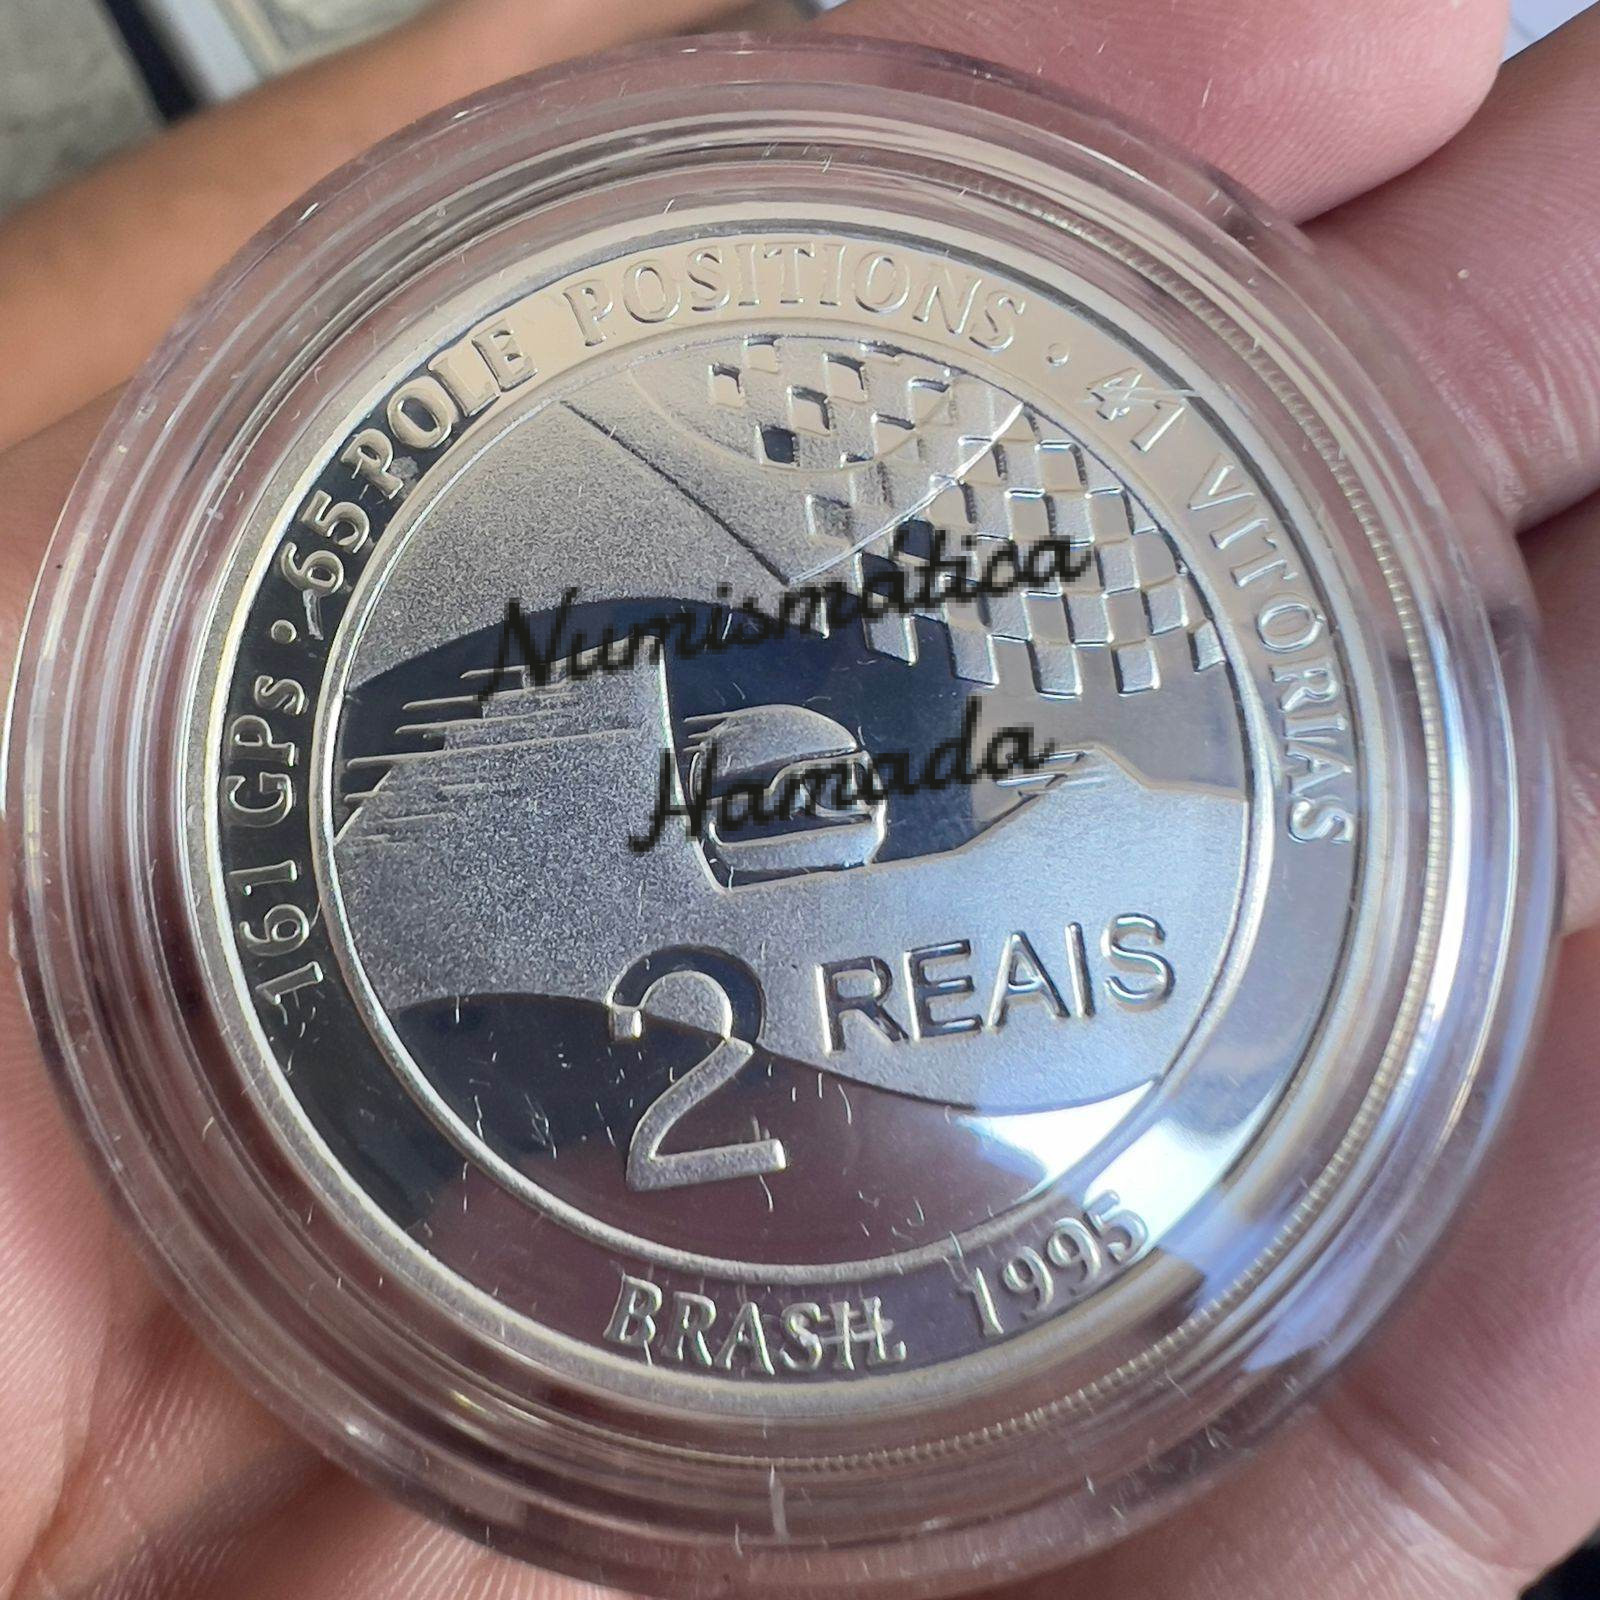 161 GPs · 65 POLE POSITIONS · 41 VITÓRIAS
Numismática
Hamada
2 REAIS
BRASIL 1995